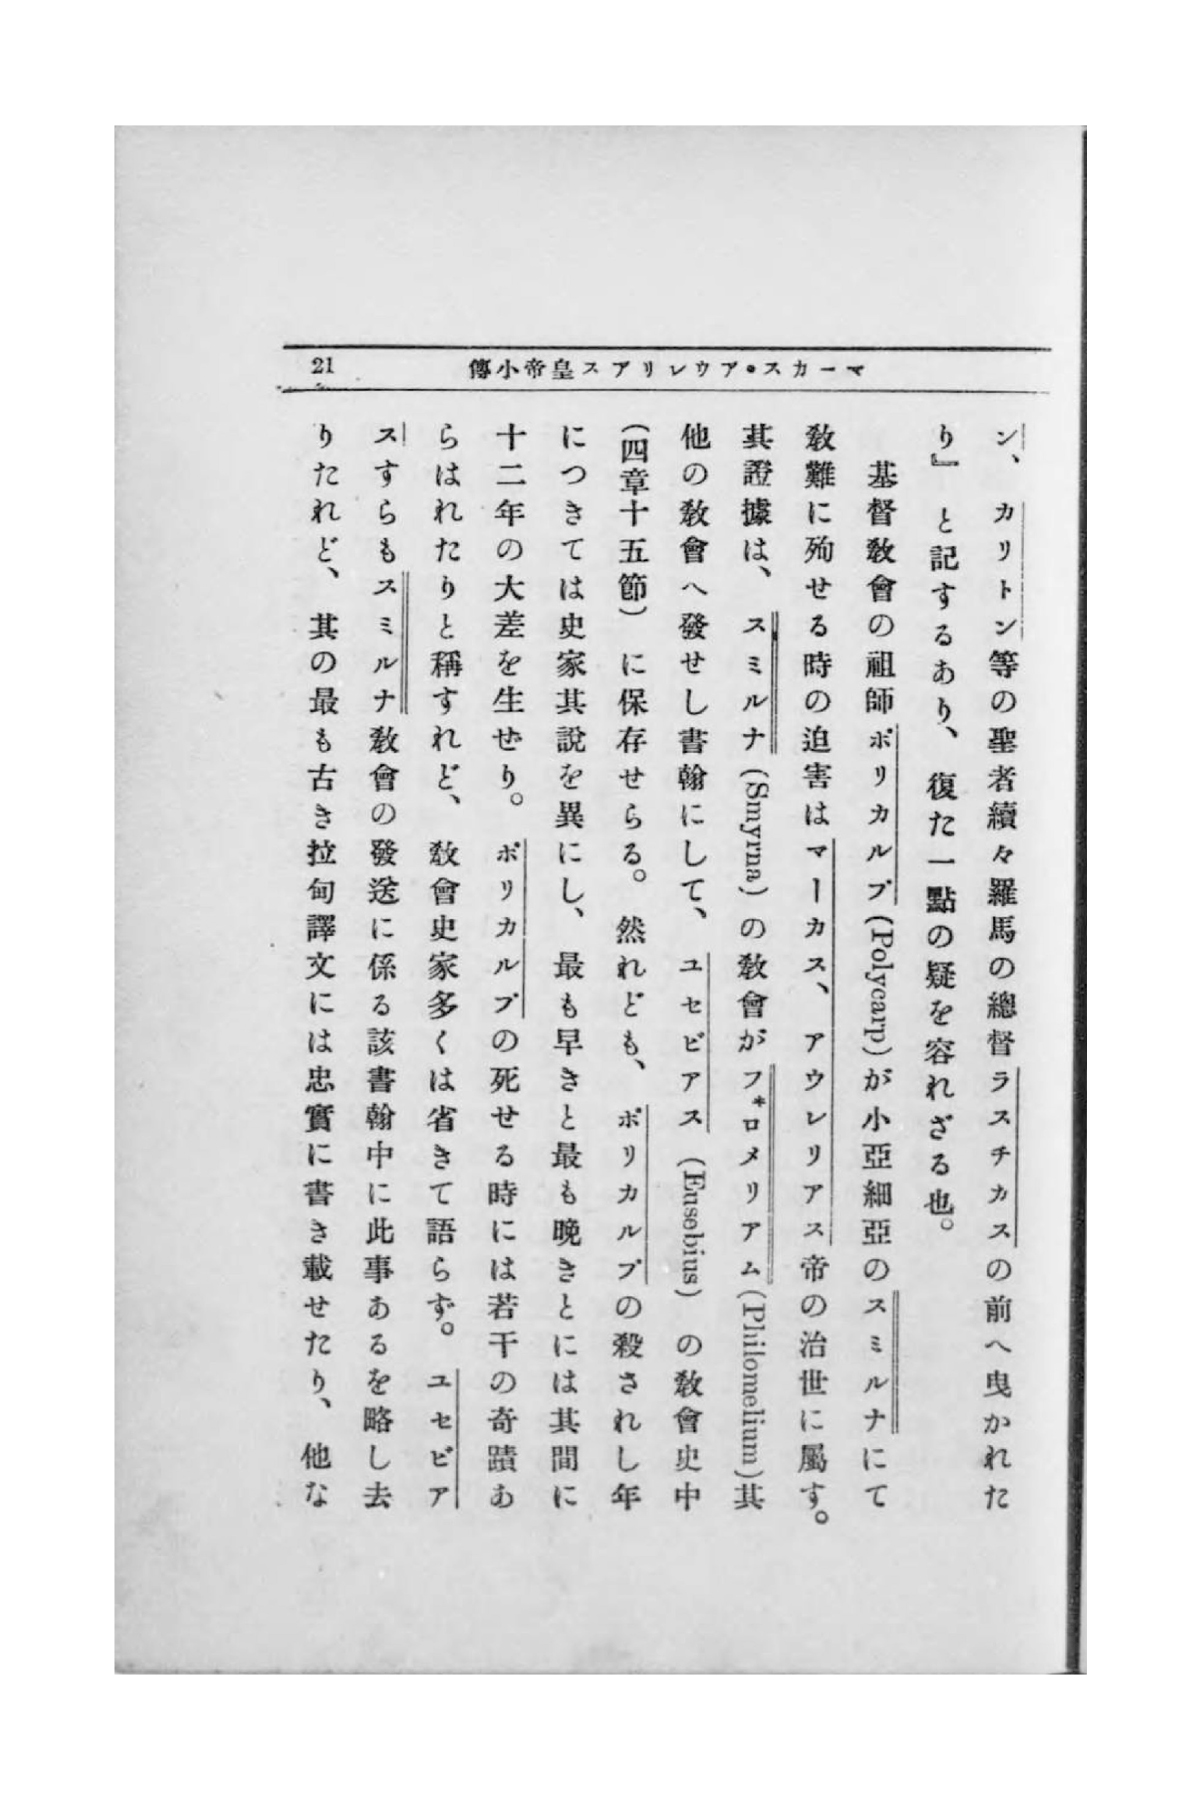 マーカス・アウレリアス皇帝小傳
21
ン、カリトン等の聖者續々羅馬の總督ラスチカスの前へ曳かれた
り』と記するあり、復た一點の疑を容れざる也。
基督敎會の祖師ポリカルプ(Polycarp)が小亞細亞のスミルナにて
敎難に殉せる時の迫害はマーカス、アウレリアス帝の治世に屬す。
其證據は、スミルナ(Smyrna)の敎會がフ*ロメリアム(Philomelium)其
他の敎會へ發せし書翰にして、ユセビアス(Eusebius)の敎會史中
(四章十五節)に保存せらる。然れども、ポリカルプの殺されし年
につきては史家其說を異にし、最も早きと最も晩きとには其間に
十二年の大差を生ぜり。ポリカルプの死せる時には若干の奇蹟あ
らはれたりと稱すれど、敎會史家多くは省きて語らず。ユセビア
スすらもスミルナ敎會の發送に係る該書翰中に此事あるを略し去
りたれど、其の最も古き拉甸譯文には忠實に書き載せたり、他な